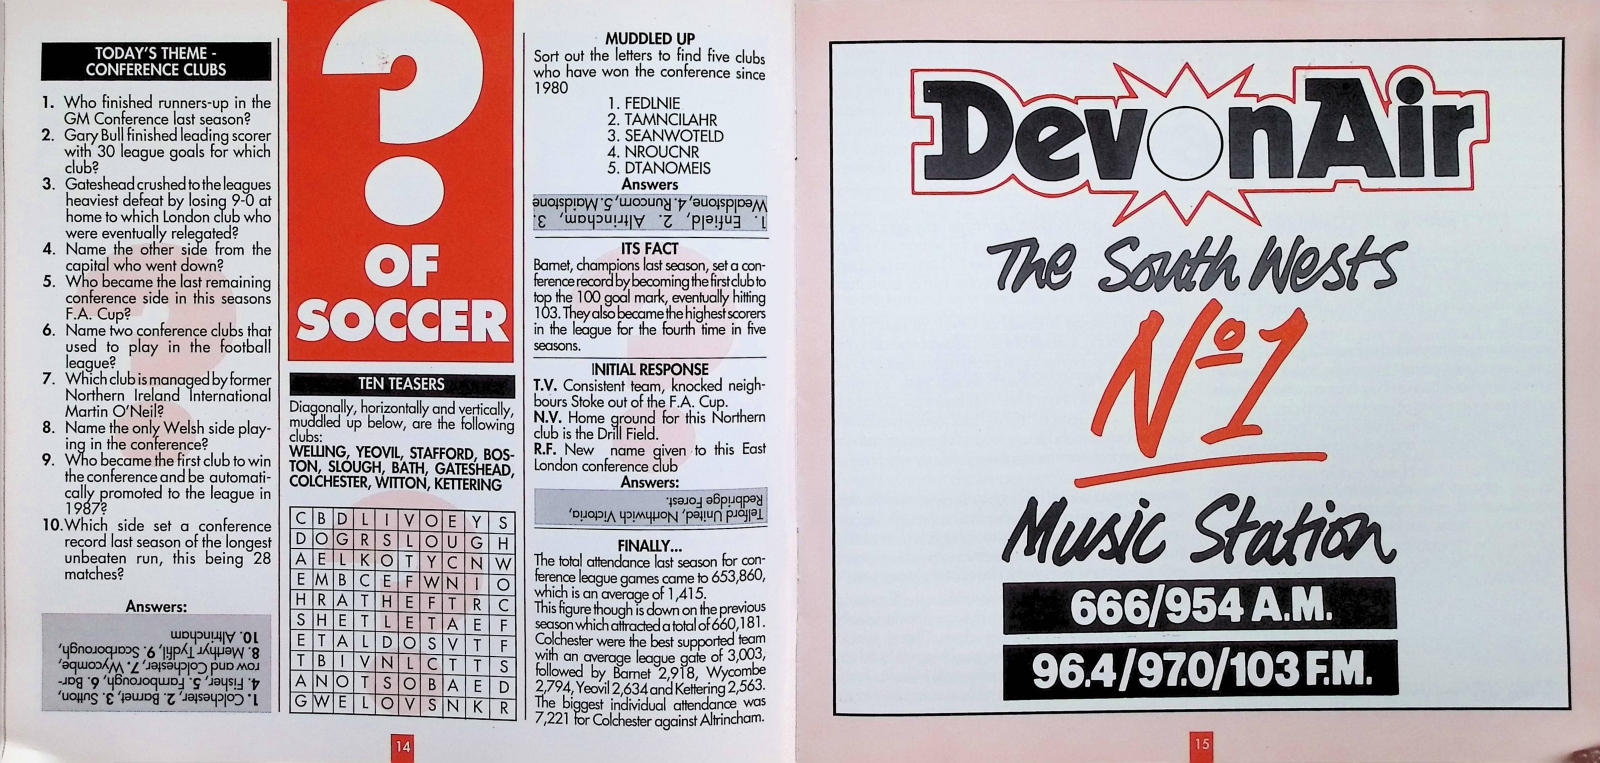 TODAY'S THEME -
CONFERENCE CLUBS
1. Who finished runners-up in the
GM Conference last season?
2. Gary Bull finished leading scorer
with 30 league goals for which
club?
3. Gateshead crushed to the leagues
heaviest defeat by losing 9-0 at
home to which London club who
were eventually relegated?
4. Name the other side from the
capital who went down?
5. Who became the last remaining
conference side in this seasons
F.A. Cup?
6. Name two conference clubs that
used to play in the football
league?
7. Which club is managed by former
Northern Ireland International
Martin O'Neil?
8. Name the only Welsh side play-
ing in the conference?
9. Who became the first club to win
the conference and be automati-
cally promoted to the league in
1987?
10. Which side set a conference
record last season of the longest
unbeaten run, this being 28
matches?
Answers:
1. Colchester, 2. Barnet, 3. Sutton,
4. Fisher, 5. Farnborough, 6. Bar-
row and Colchester, 7. Wycombe,
8. Merthyr Tydfil, 9. Scarborough,
10. Altrincham
?
OF
SOCCER
TEN TEASERS
Diagonally, horizontally and vertically,
muddled up below, are the following
clubs:
WELLING, YEOVIL, STAFFORD, BOS-
TON, SLOUGH, BATH, GATESHEAD,
COLCHESTER, WITTON, KETTERING
C B D L I V O E Y S
D O G R S L O U G H
A E L K O T Y C N W
E M B C E F W N I O
H R A T H E F T R C
S H E T L E T A E F
E T A L D O S V T F
T B I V N L C T T S
A N O T S O B A E D
G W E L O V S N K R
MUDDLED UP
Sort out the letters to find five clubs
who have won the conference since
1980
1. FEDLNIE
2. TAMNCILAHR
3. SEANWOTELD
4. NROUCNR
5. DTANOMEIS
Answers
1. Enfield, 2. Altrincham, 3.
Wealdstone, 4. Runcorn, 5. Maidstone
ITS FACT
Barnet, champions last season, set a con-
ference record by becoming the first club to
top the 100 goal mark, eventually hitting
103. They also became the highest scorers
in the league for the fourth time in five
seasons.
INITIAL RESPONSE
T.V. Consistent team, knocked neigh-
bours Stoke out of the F.A. Cup.
N.V. Home ground for this Northern
club is the Drill Field.
R.F. New name given to this East
London conference club
Answers:
Telford United, Northwich Victoria,
Redbridge Forest.
FINALLY...
The total attendance last season for con-
ference league games came to 653,860,
which is an average of 1,415.
This figure though is down on the previous
season which attracted a total of 660,181.
Colchester were the best supported team
with an average league gate of 3,003,
followed by Barnet 2,918, Wycombe
2,794, Yeovil 2,634 and Kettering 2,563.
The biggest individual attendance was
7,221 for Colchester against Altrincham.
14
DevonAir
The South Wests
No1
Music Station
666/954 A.M.
96.4/97.0/103 F.M.
15